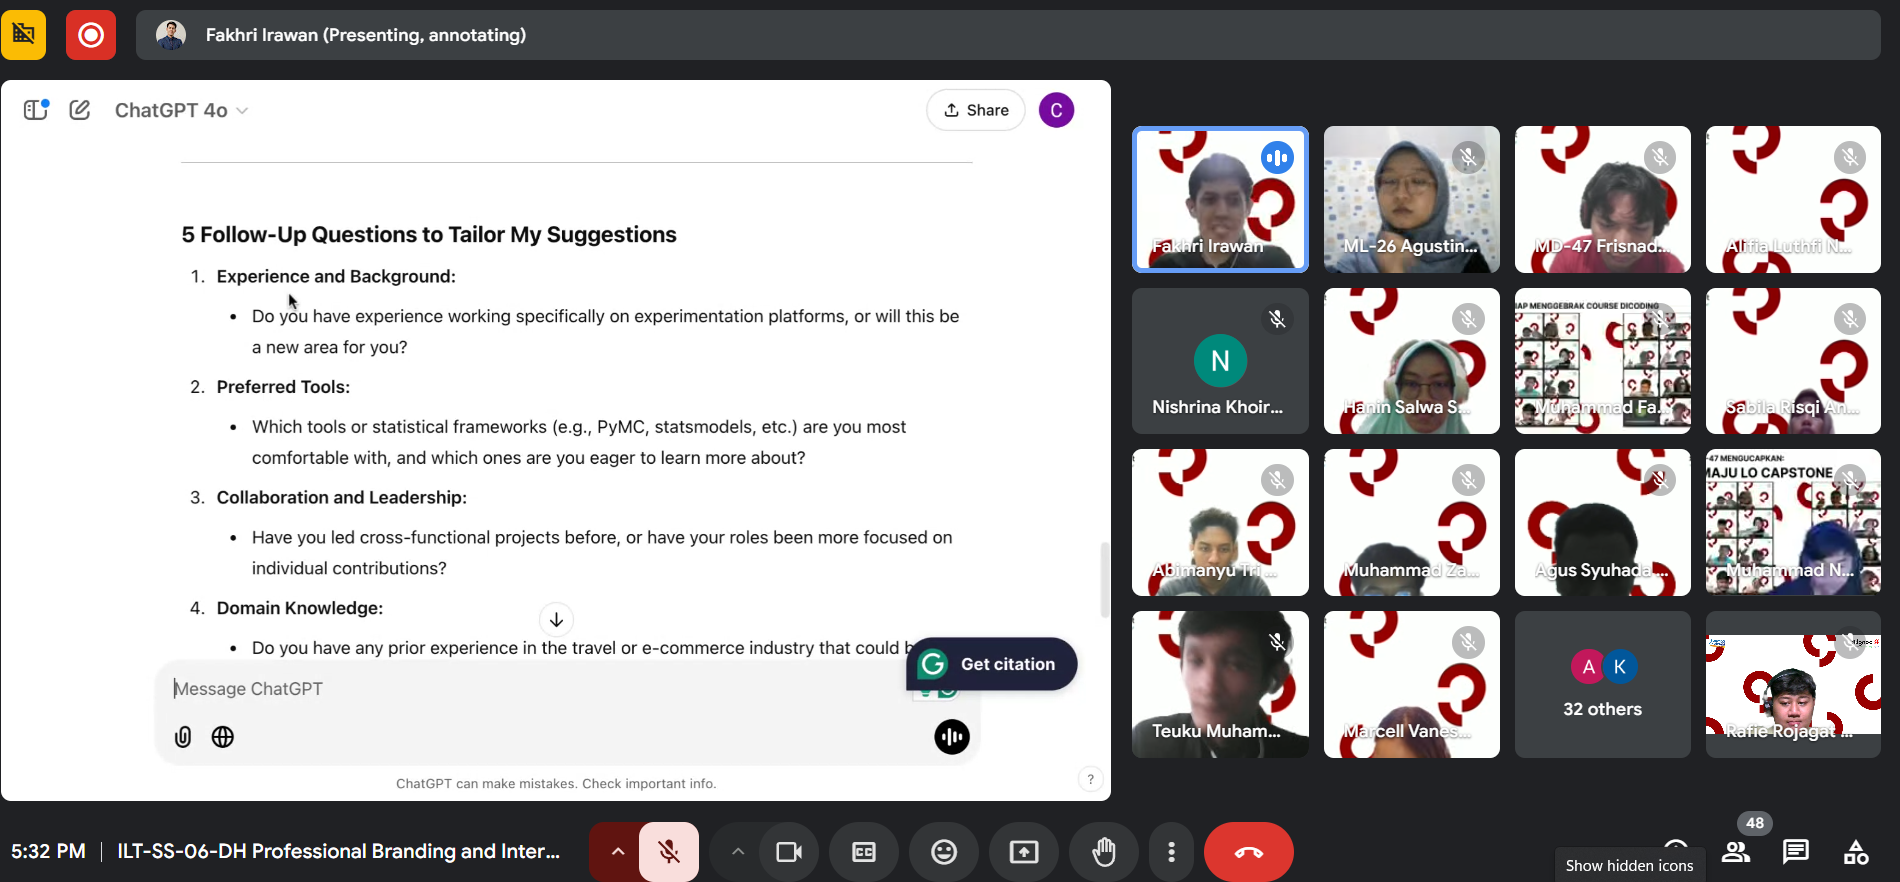 Fakhri Irawan (Presenting, annotating)
ChatGPT 4o
Share
C
5 Follow-Up Questions to Tailor My Suggestions
1. Experience and Background:
• Do you have experience working specifically on experimentation platforms, or will this be
a new area for you?
2. Preferred Tools:
• Which tools or statistical frameworks (e.g., PyMC, statsmodels, etc.) are you most
comfortable with, and which ones are you eager to learn more about?
3. Collaboration and Leadership:
• Have you led cross-functional projects before, or have your roles been more focused on
individual contributions?
4. Domain Knowledge:
• Do you have any prior experience in the travel or e-commerce industry that could
Get citation
Message ChatGPT
ChatGPT can make mistakes. Check important info.
?
Fakhri Irawan
ML-26 Agustin...
MD-47 Frisnad...
Alifia Luthfi N...
N
Nishrina Khoir...
Hanin Salwa S...
AP MENGGEBRAK COURSE DICODING
Muhammad Fa...
Sabila Risqi An...
Abimanyu Tri ...
Muhammad Za...
Agus Syuhada ...
-47 MENGUCAPKAN:
MAJU LO CAPSTONE
Muhammad N...
Teuku Muham...
Marcell Vanes...
A K
32 others
Rafie Rojagat ...
5:32 PM | ILT-SS-06-DH Professional Branding and Inter...
CC
48
Show hidden icons